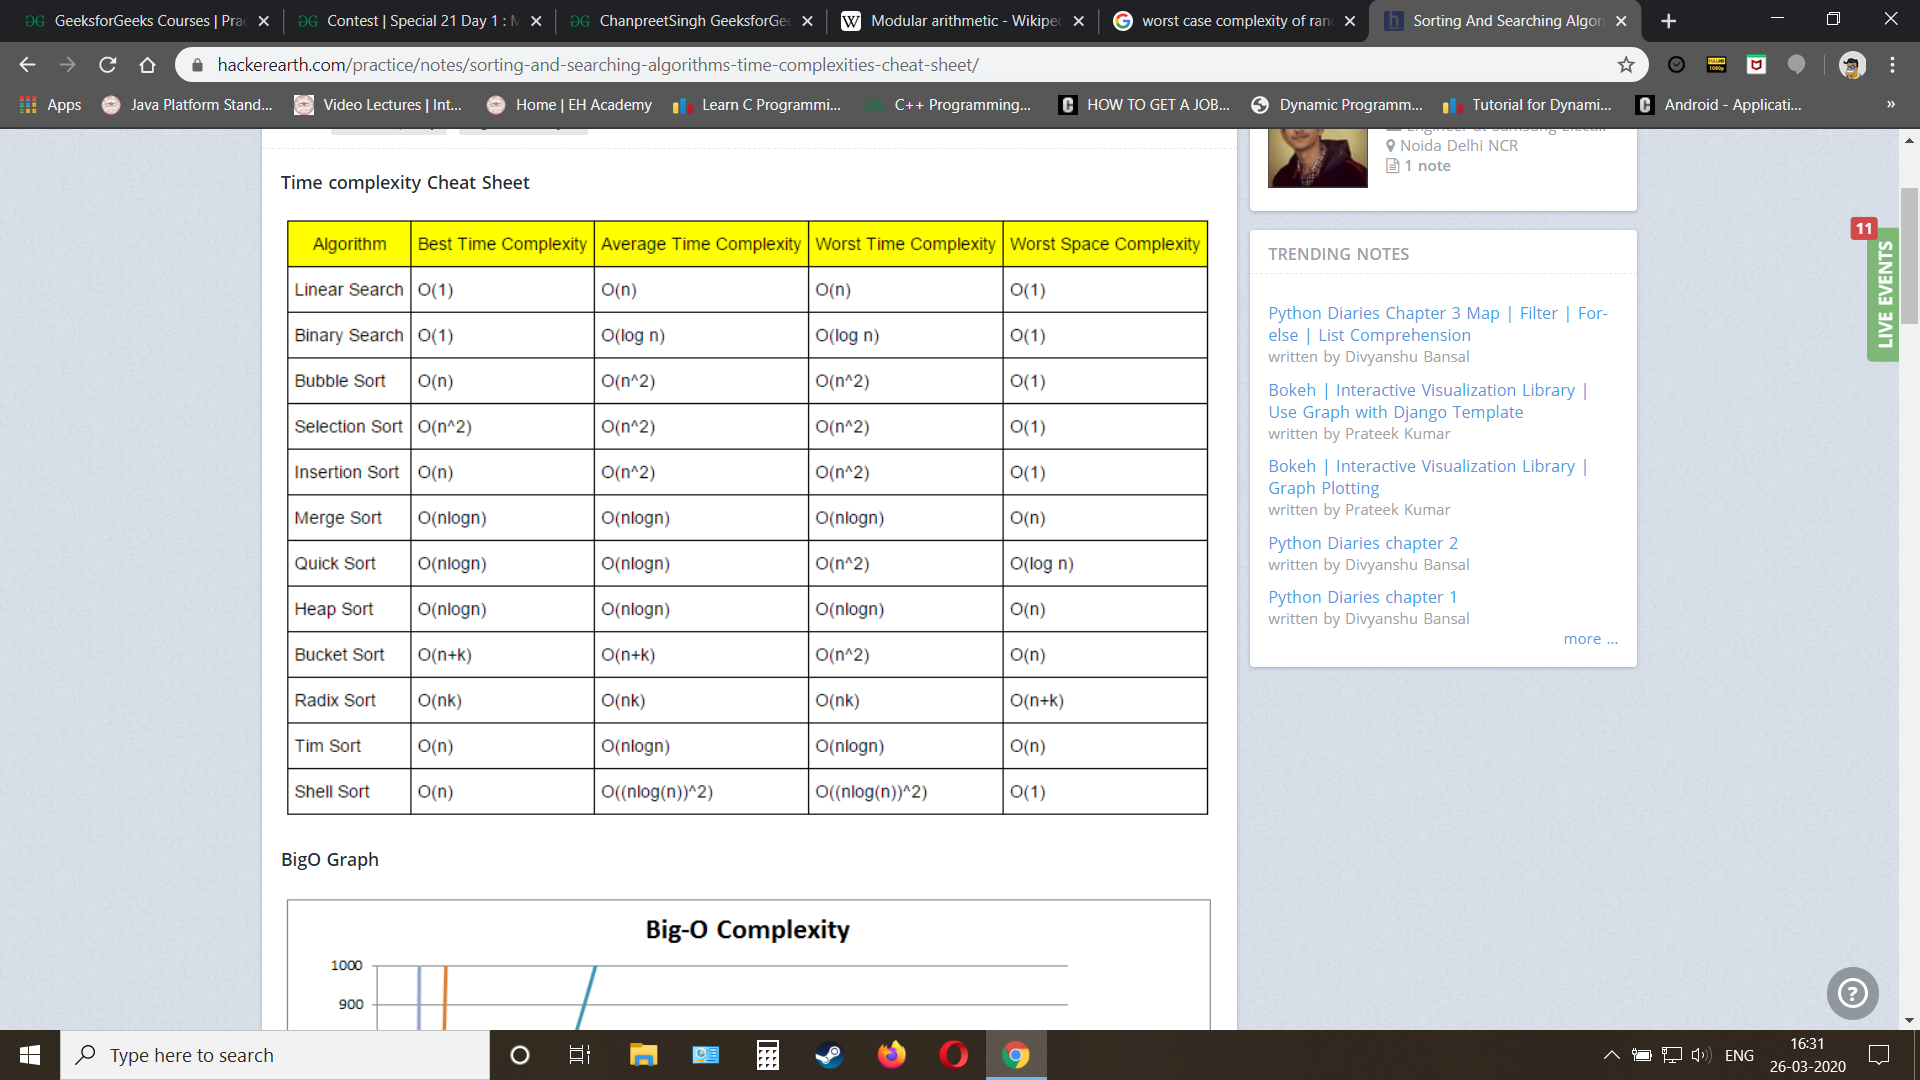 GeeksforGeeks Courses | Prac
Contest | Special 21 Day 1 : M
ChanpreetSingh GeeksforGee
Modular arithmetic - Wikiped
worst case complexity of ran
Sorting And Searching Algori
hackerearth.com/practice/notes/sorting-and-searching-algorithms-time-complexities-cheat-sheet/
Apps
Java Platform Stand...
Video Lectures | Int...
Home | EH Academy
Learn C Programmi...
C++ Programming...
HOW TO GET A JOB...
Dynamic Programm...
Tutorial for Dynami...
Android - Applicati...
»
Noida Delhi NCR
1 note
Time complexity Cheat Sheet
Algorithm Best Time Complexity Average Time Complexity Worst Time Complexity Worst Space Complexity
Linear Search O(1) O(n) O(n) O(1)
Binary Search O(1) O(log n) O(log n) O(1)
Bubble Sort O(n) O(n^2) O(n^2) O(1)
Selection Sort O(n^2) O(n^2) O(n^2) O(1)
Insertion Sort O(n) O(n^2) O(n^2) O(1)
Merge Sort O(nlogn) O(nlogn) O(nlogn) O(n)
Quick Sort O(nlogn) O(nlogn) O(n^2) O(log n)
Heap Sort O(nlogn) O(nlogn) O(nlogn) O(n)
Bucket Sort O(n+k) O(n+k) O(n^2) O(n)
Radix Sort O(nk) O(nk) O(nk) O(n+k)
Tim Sort O(n) O(nlogn) O(nlogn) O(n)
Shell Sort O(n) O((nlog(n))^2) O((nlog(n))^2) O(1)
BigO Graph
Big-O Complexity
1000
900
TRENDING NOTES
Python Diaries Chapter 3 Map | Filter | For-
else | List Comprehension
written by Divyanshu Bansal
Bokeh | Interactive Visualization Library |
Use Graph with Django Template
written by Prateek Kumar
Bokeh | Interactive Visualization Library |
Graph Plotting
written by Prateek Kumar
Python Diaries chapter 2
written by Divyanshu Bansal
Python Diaries chapter 1
written by Divyanshu Bansal
more ...
11
LIVE EVENTS
?
Type here to search
ENG
16:31
26-03-2020